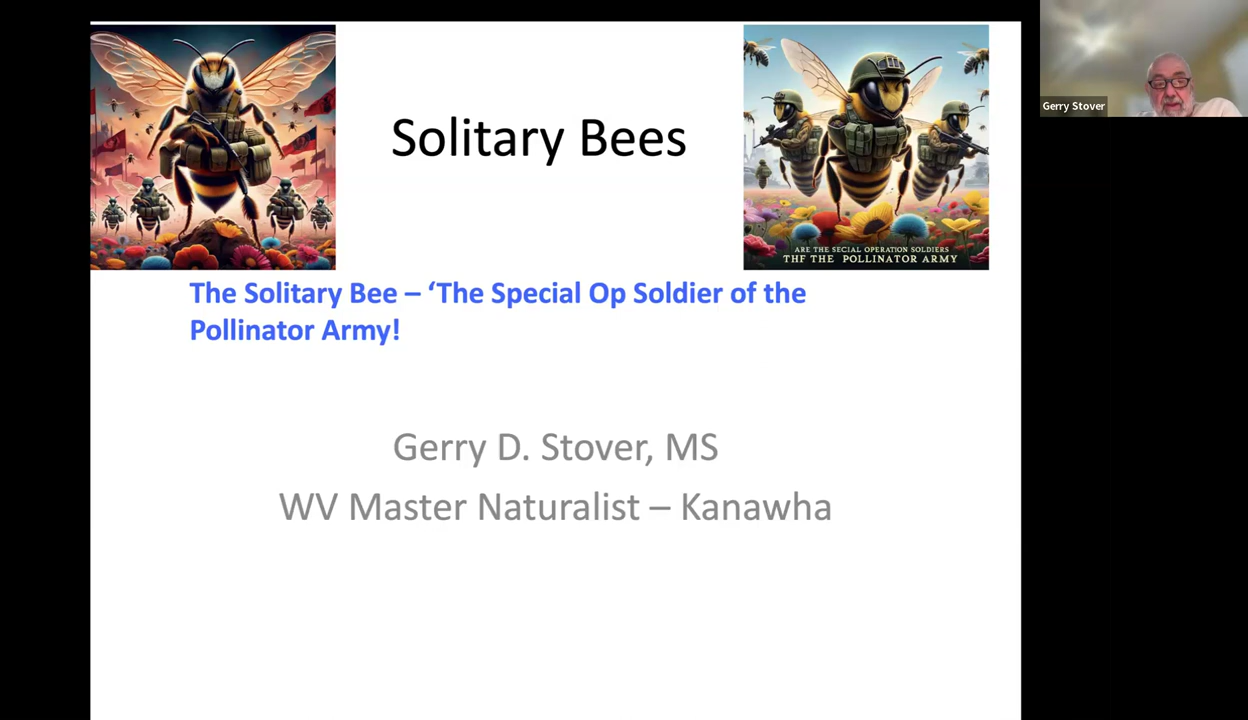 Solitary Bees
ARE THE SECIAL OPERATION SOLDIERS
THF THE POLLINATOR ARMY
Gerry Stover
The Solitary Bee – ‘The Special Op Soldier of the
Pollinator Army!
Gerry D. Stover, MS
WV Master Naturalist – Kanawha